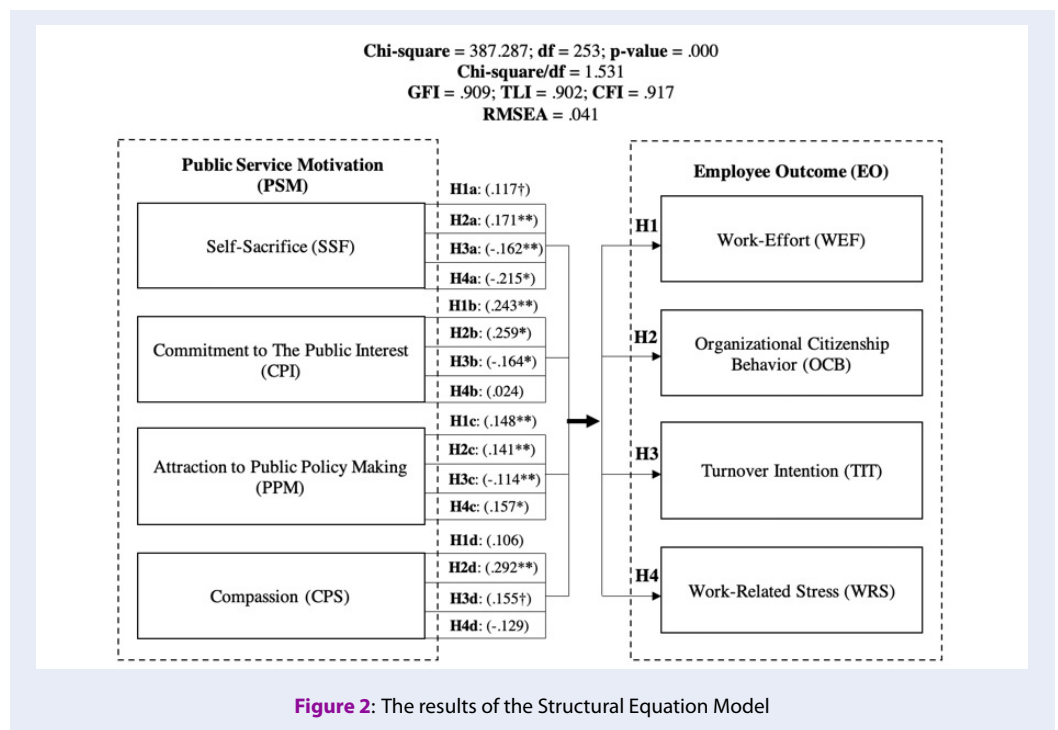 Chi-square = 387.287; df = 253; p-value = .000
Chi-square/df = 1.531
GFI = .909; TLI = .902; CFI = .917
RMSEA = .041
Public Service Motivation
(PSM)
Self-Sacrifice (SSF)
Commitment to The Public Interest
(CPI)
Attraction to Public Policy Making
(PPM)
Compassion (CPS)
H1a: (.117†)
H2a: (.171**)
H3a: (-.162**)
H4a: (-.215*)
H1b: (.243**)
H2b: (.259*)
H3b: (-.164*)
H4b: (.024)
H1c: (.148**)
H2c: (.141**)
H3c: (-.114**)
H4c: (.157*)
H1d: (.106)
H2d: (.292**)
H3d: (.155†)
H4d: (-.129)
Employee Outcome (EO)
H1
Work-Effort (WEF)
H2
Organizational Citizenship
Behavior (OCB)
H3
Turnover Intention (TIT)
H4
Work-Related Stress (WRS)
Figure 2: The results of the Structural Equation Model